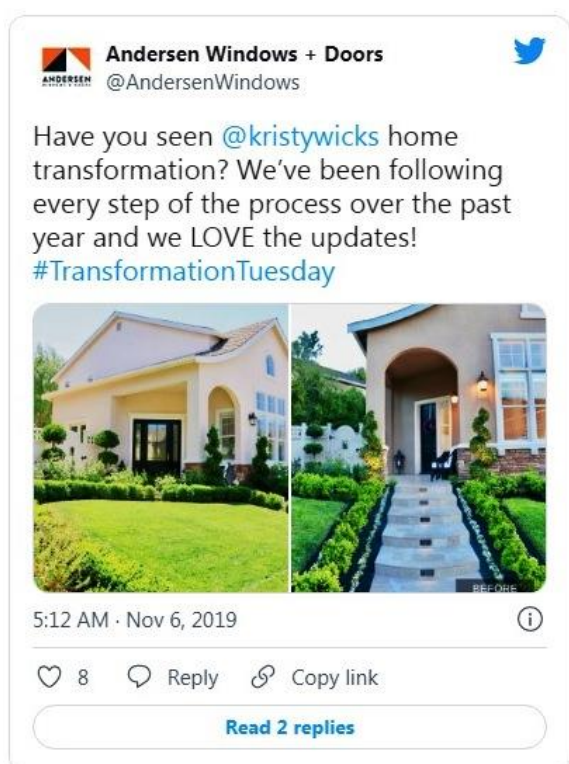 Andersen Windows + Doors
ANDERSEN
@AndersenWindows
Have you seen @kristywicks home
transformation? We’ve been following
every step of the process over the past
year and we LOVE the updates!
#TransformationTuesday
BEFORE
5:12 AM · Nov 6, 2019
8 Reply Copy link
Read 2 replies